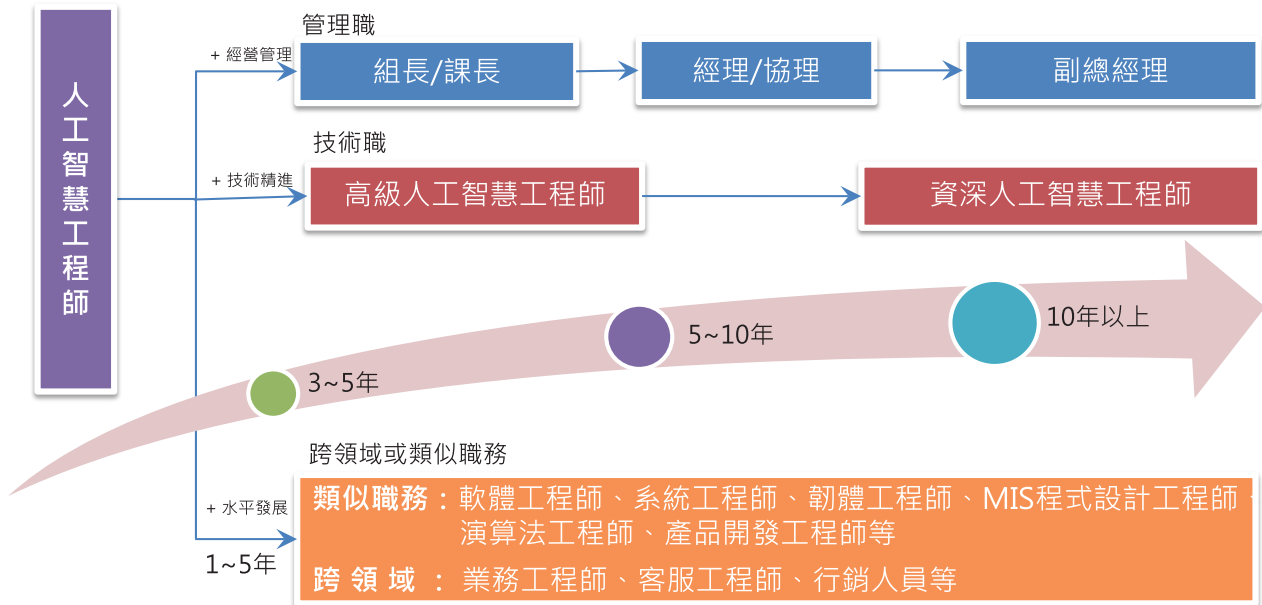 人工智慧工程師
管理職
+ 經營管理
組長/課長
經理/協理
副總經理
技術職
+ 技術精進
高級人工智慧工程師
資深人工智慧工程師
10年以上
5~10年
3~5年
跨領域或類似職務
+ 水平發展
1~5年
類似職務：軟體工程師、系統工程師、韌體工程師、MIS程式設計工程師、
演算法工程師、產品開發工程師等
跨 領 域 ： 業務工程師、客服工程師、行銷人員等